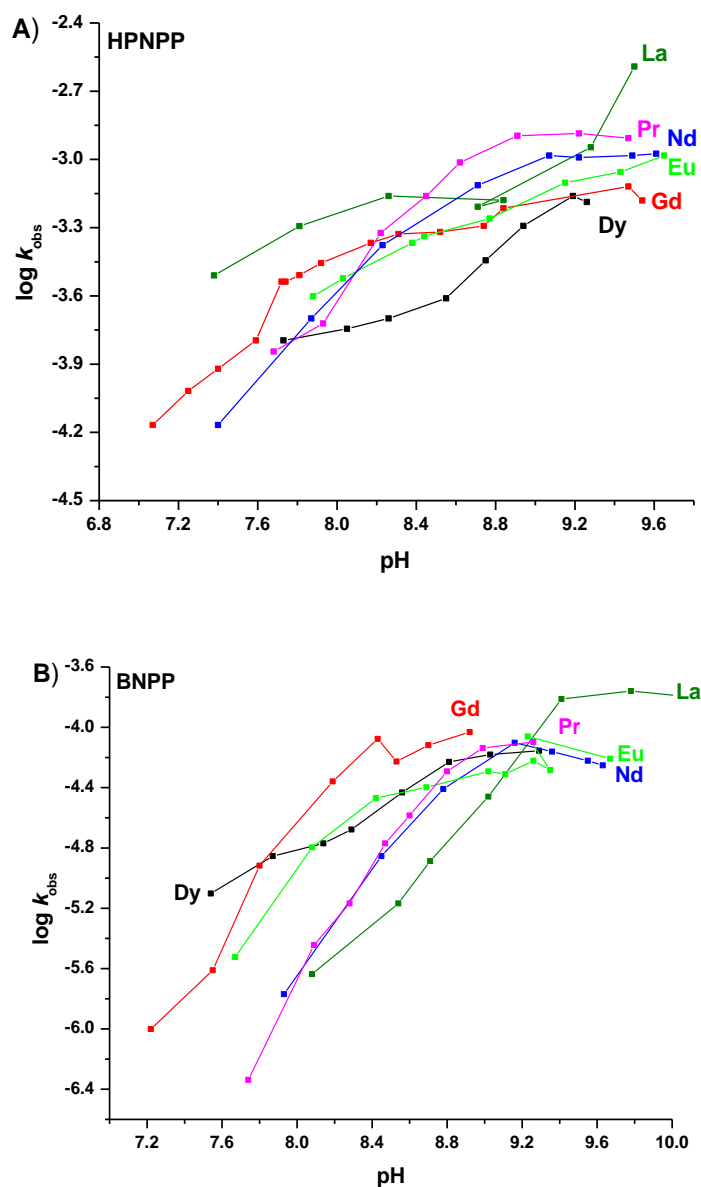 A)
HPNPP
La
Pr
Nd
Eu
Gd
Dy
-2.4
-2.7
-3.0
-3.3
-3.6
-3.9
-4.2
-4.5
log k_obs
6.8 7.2 7.6 8.0 8.4 8.8 9.2 9.6
pH
B)
BNPP
La
Gd
Pr
Eu
Nd
Dy
-3.6
-4.0
-4.4
-4.8
-5.2
-5.6
-6.0
-6.4
log k_obs
7.2 7.6 8.0 8.4 8.8 9.2 9.6 10.0
pH